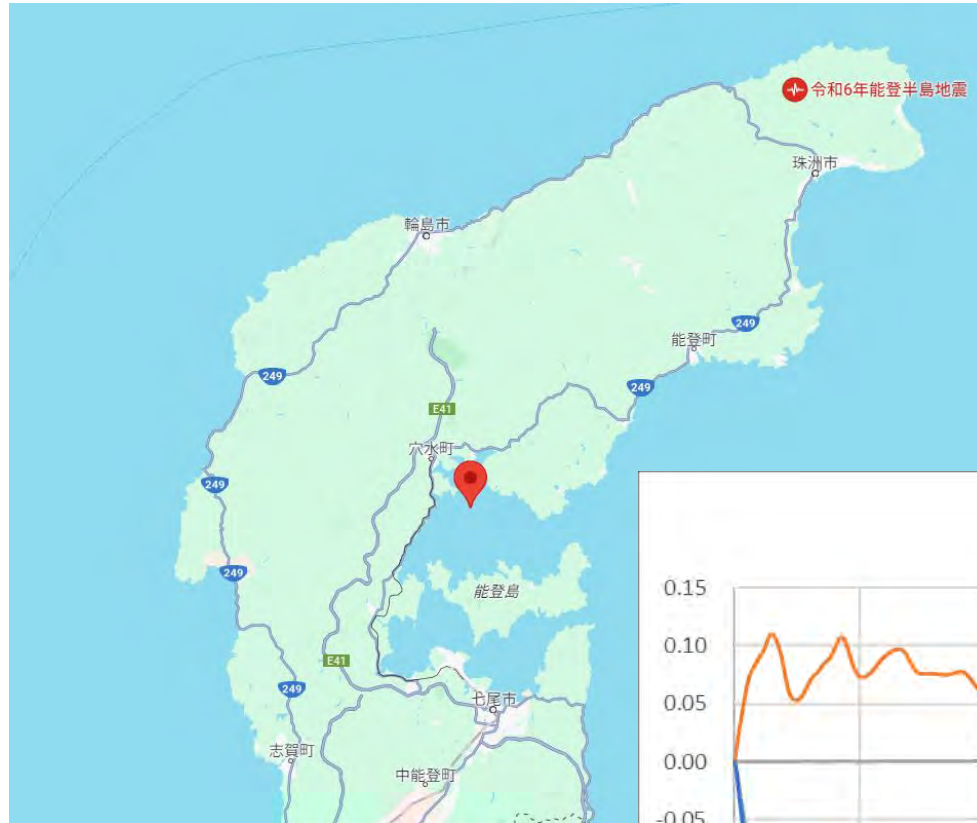 令和6年能登半島地震
珠洲市
輪島市
249
能登町
249
249
E41
穴水町
249
249
能登島
0.15
0.10
E41
249
七尾市
0.05
志賀町
0.00
中能登町
-0.05